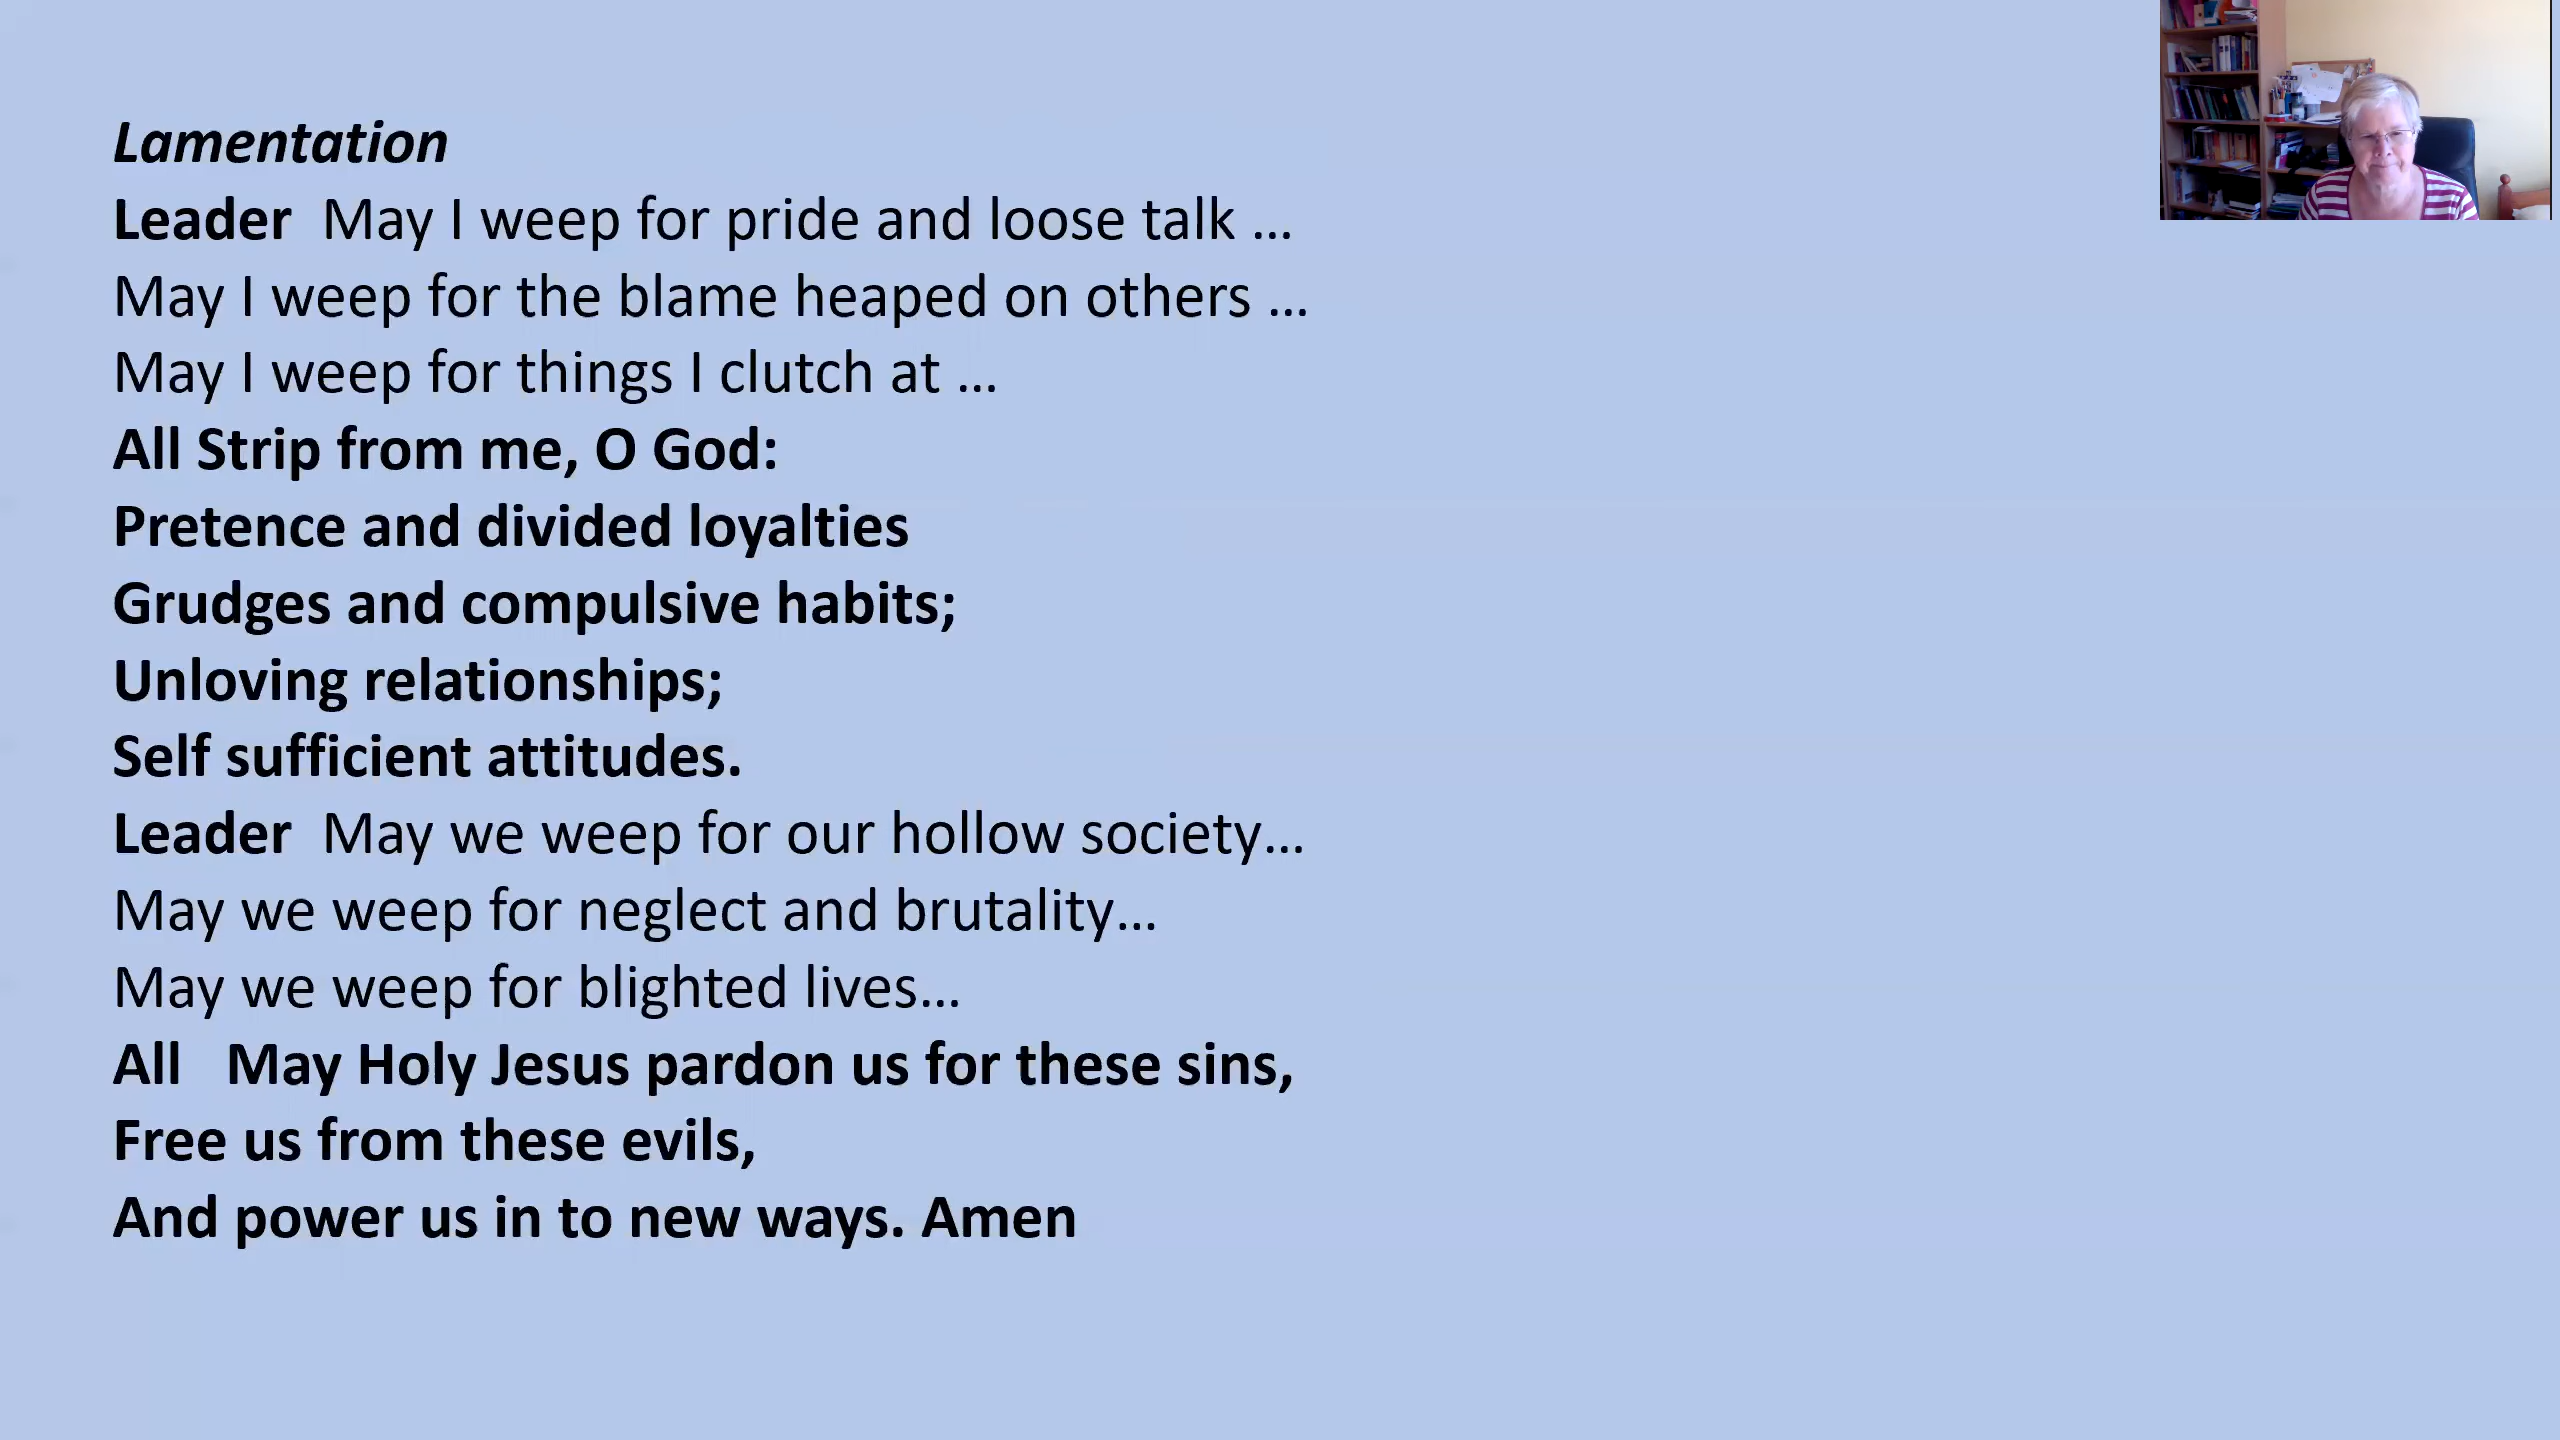 Lamentation
Leader  May I weep for pride and loose talk …
May I weep for the blame heaped on others …
May I weep for things I clutch at …
All Strip from me, O God:
Pretence and divided loyalties
Grudges and compulsive habits;
Unloving relationships;
Self sufficient attitudes.
Leader  May we weep for our hollow society…
May we weep for neglect and brutality…
May we weep for blighted lives…
All   May Holy Jesus pardon us for these sins,
Free us from these evils,
And power us in to new ways. Amen